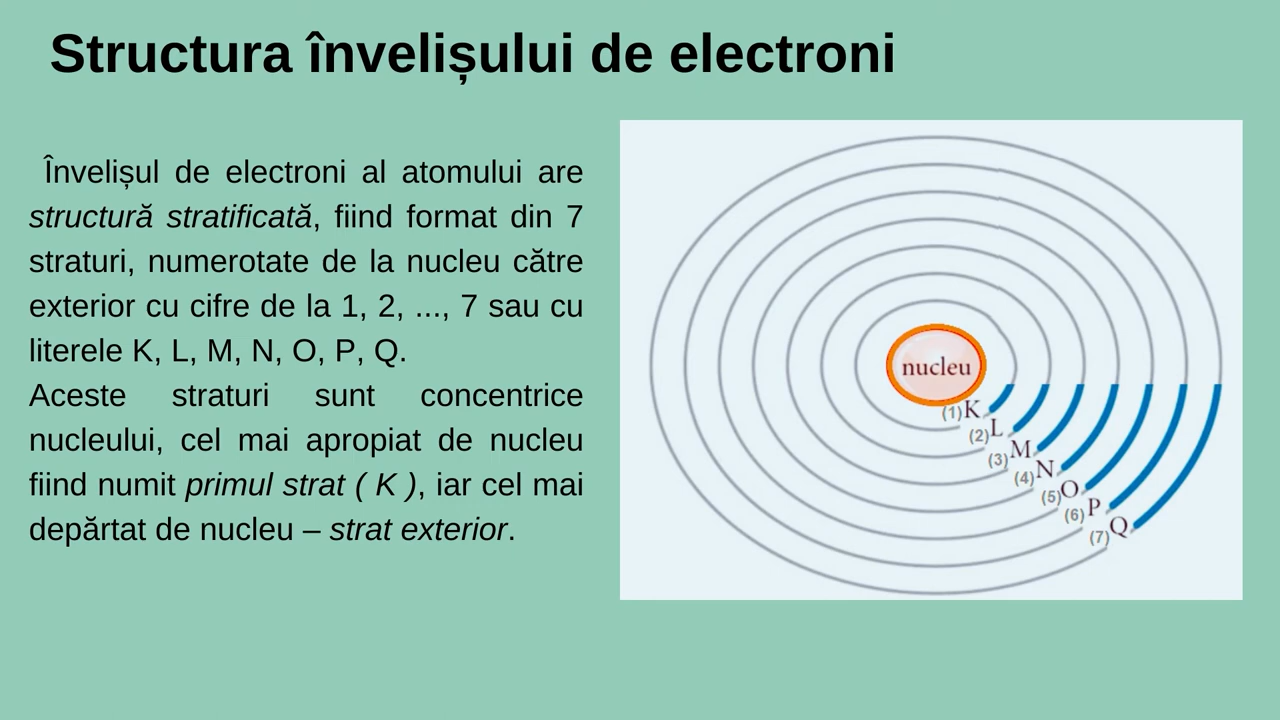 Structura învelișului de electroni
Învelișul de electroni al atomului are
structură stratificată, fiind format din 7
straturi, numerotate de la nucleu către
exterior cu cifre de la 1, 2, ..., 7 sau cu
literele K, L, M, N, O, P, Q.
Aceste straturi sunt concentrice
nucleului, cel mai apropiat de nucleu
fiind numit primul strat ( K ), iar cel mai
depărtat de nucleu – strat exterior.
nucleu
(1) K
(2) L
(3) M
(4) N
(5) O
(6) P
(7) Q